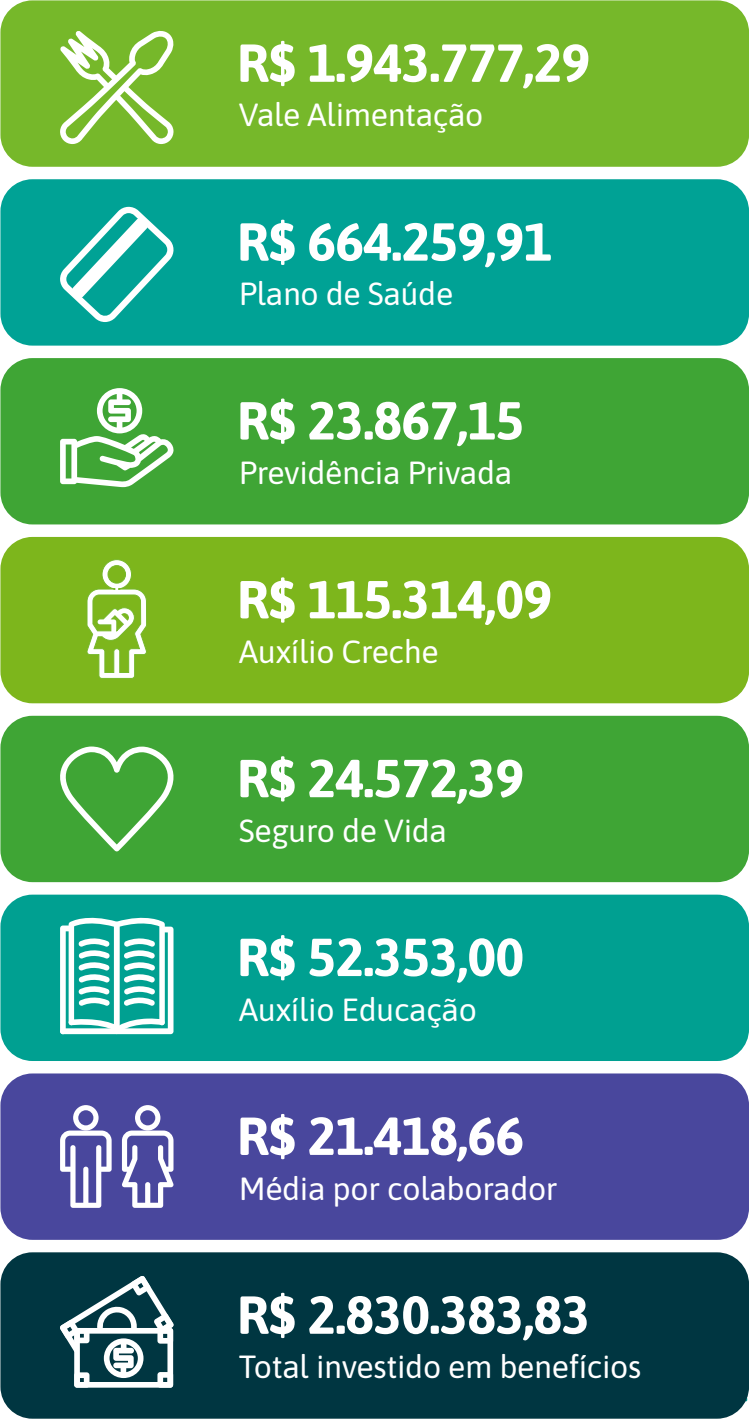 R$ 1.943.777,29
Vale Alimentação
R$ 664.259,91
Plano de Saúde
R$ 23.867,15
Previdência Privada
R$ 115.314,09
Auxílio Creche
R$ 24.572,39
Seguro de Vida
R$ 52.353,00
Auxílio Educação
R$ 21.418,66
Média por colaborador
R$ 2.830.383,83
Total investido em benefícios